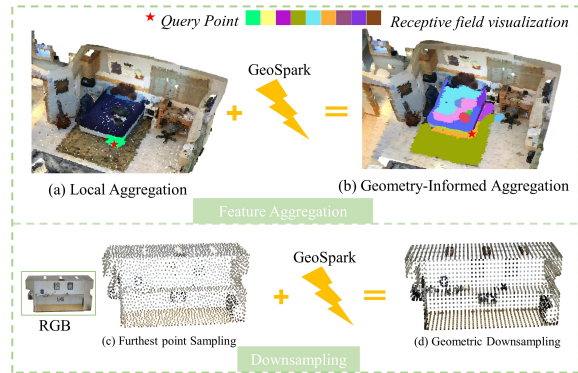 Query Point
Receptive field visualization
GeoSpark
(a) Local Aggregation
(b) Geometry-Informed Aggregation
Feature Aggregation
GeoSpark
RGB
(c) Furthest point Sampling
(d) Geometric Downsampling
Downsampling